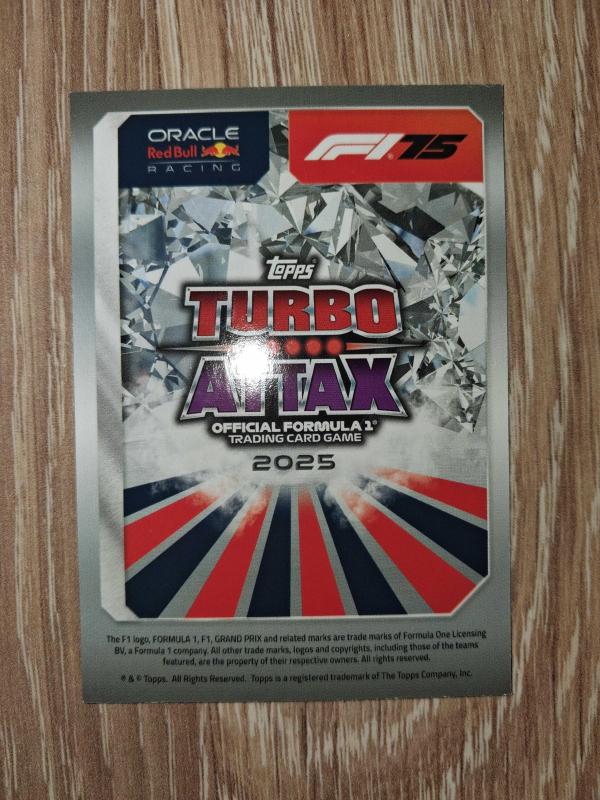 ORACLE
Red Bull
RACING
F1 75
Topps
TURBO
ATTAX
OFFICIAL FORMULA 1®
TRADING CARD GAME
2025
The F1 logo, FORMULA 1, F1, GRAND PRIX and related marks are trade marks of Formula One Licensing
BV, a Formula 1 company. All other trade marks, logos and copyrights, including those of the teams
featured, are the property of their respective owners. All rights reserved.
® & © Topps. All Rights Reserved. Topps is a registered trademark of The Topps Company, Inc.